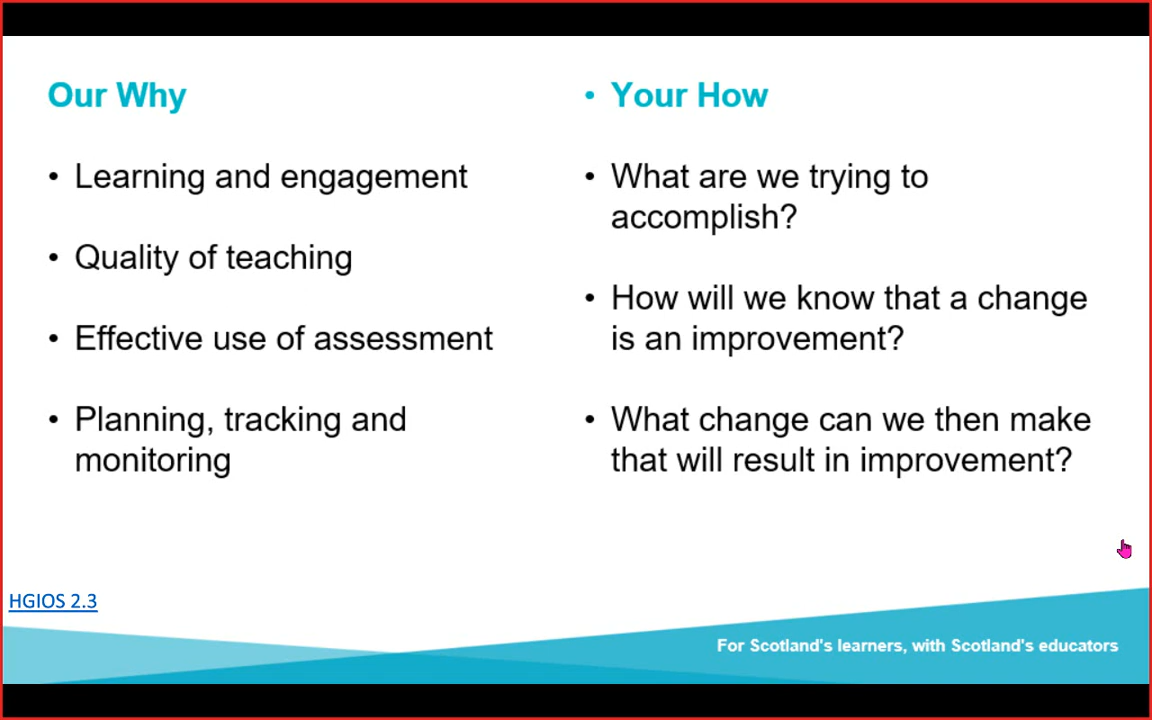 Our Why
• Learning and engagement
• Quality of teaching
• Effective use of assessment
• Planning, tracking and
monitoring
• Your How
• What are we trying to
accomplish?
• How will we know that a change
is an improvement?
• What change can we then make
that will result in improvement?
HGIOS 2.3
For Scotland's learners, with Scotland's educators